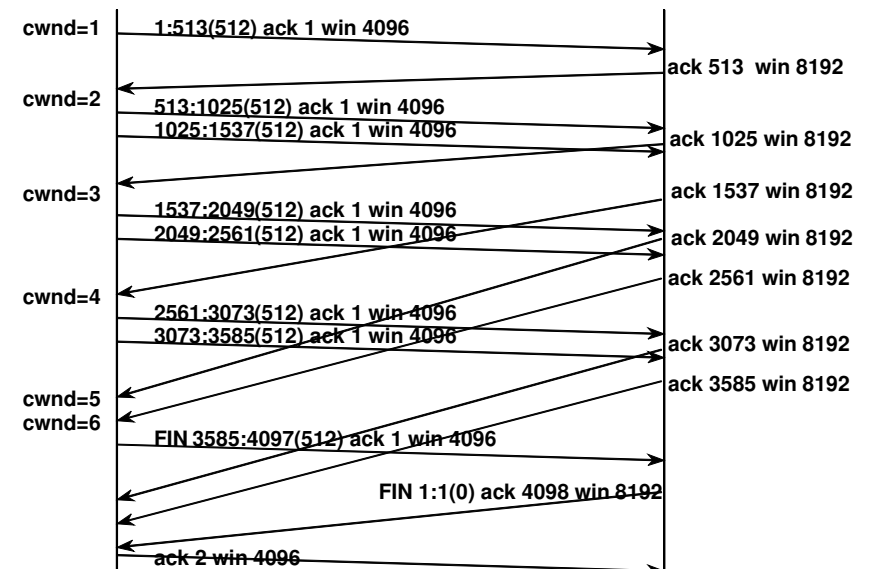 cwnd=1
1:513(512) ack 1 win 4096
ack 513 win 8192
cwnd=2
513:1025(512) ack 1 win 4096
1025:1537(512) ack 1 win 4096
ack 1025 win 8192
cwnd=3
ack 1537 win 8192
1537:2049(512) ack 1 win 4096
2049:2561(512) ack 1 win 4096
ack 2049 win 8192
ack 2561 win 8192
cwnd=4
2561:3073(512) ack 1 win 4096
3073:3585(512) ack 1 win 4096
ack 3073 win 8192
ack 3585 win 8192
cwnd=5
cwnd=6
FIN 3585:4097(512) ack 1 win 4096
FIN 1:1(0) ack 4098 win 8192
ack 2 win 4096